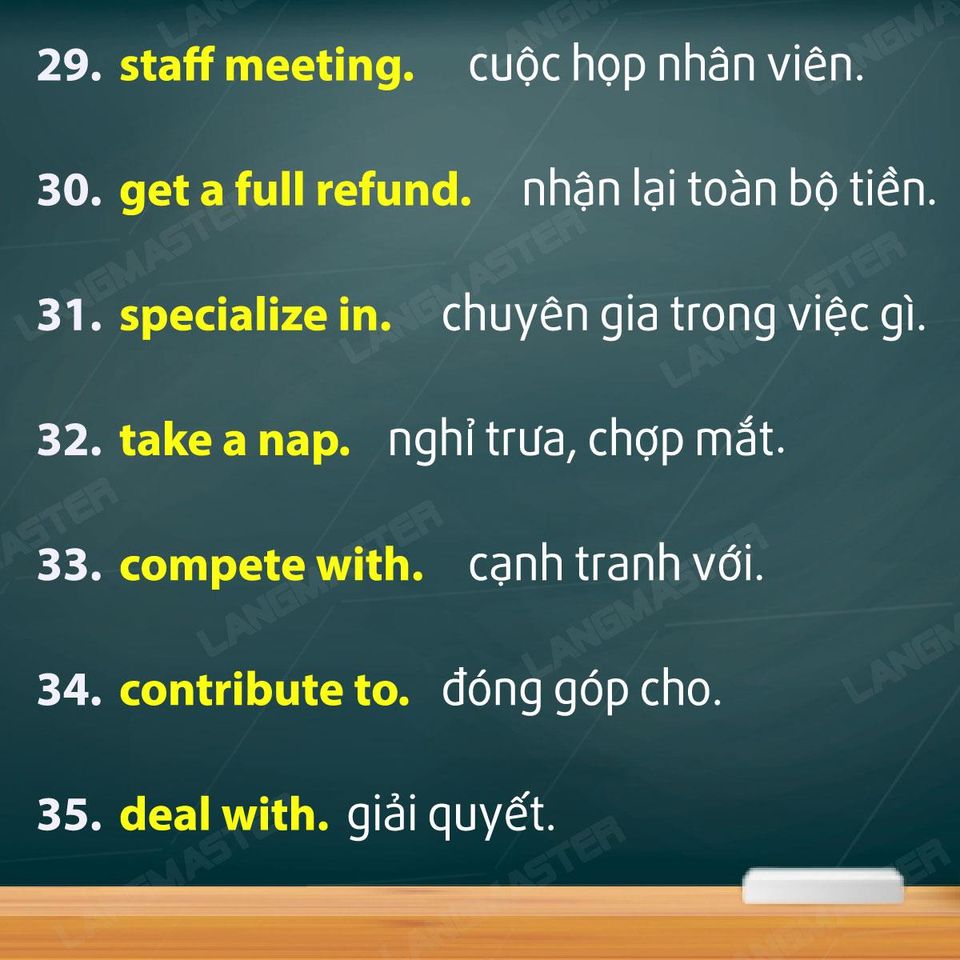 29. staff meeting. cuộc họp nhân viên.
30. get a full refund. nhận lại toàn bộ tiền.
31. specialize in. chuyên gia trong việc gì.
32. take a nap. nghỉ trưa, chợp mắt.
33. compete with. cạnh tranh với.
34. contribute to. đóng góp cho.
35. deal with. giải quyết.
LANGMASTER